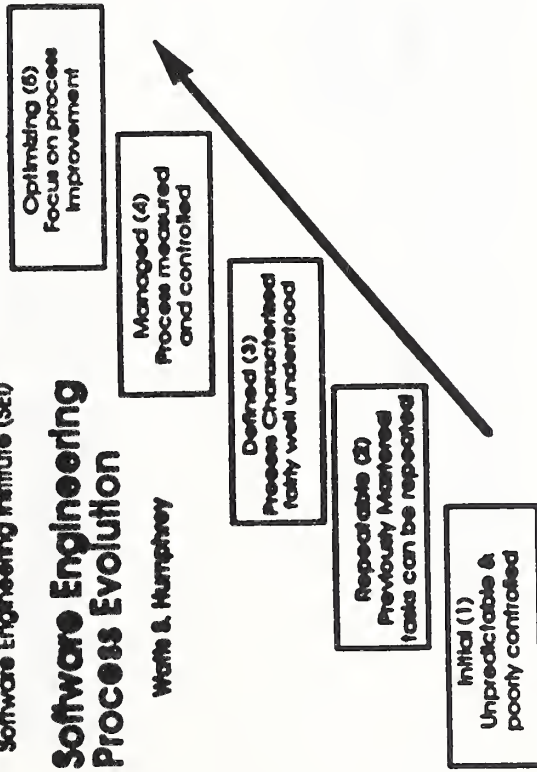 Software Engineering Institute (SEI)
Software Engineering
Process Evolution
Watts S. Humphrey
Optimizing (5)
Focus on process
improvement
Managed (4)
Process measured
and controlled
Defined (3)
Process Characterized
fairly well understood
Repeatable (2)
Previously Mastered
tasks can be repeated
Initial (1)
Unpredictable &
poorly controlled